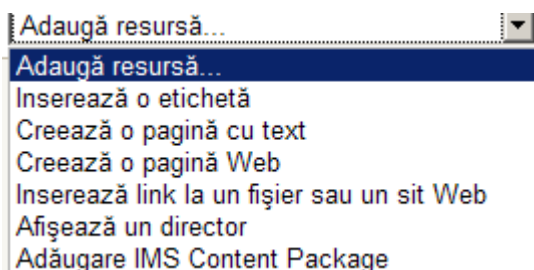 Adaugă resursă...
Adaugă resursă...
Inserează o etichetă
Creează o pagină cu text
Creează o pagină Web
Inserează link la un fişier sau un sit Web
Afişează un director
Adăugare IMS Content Package